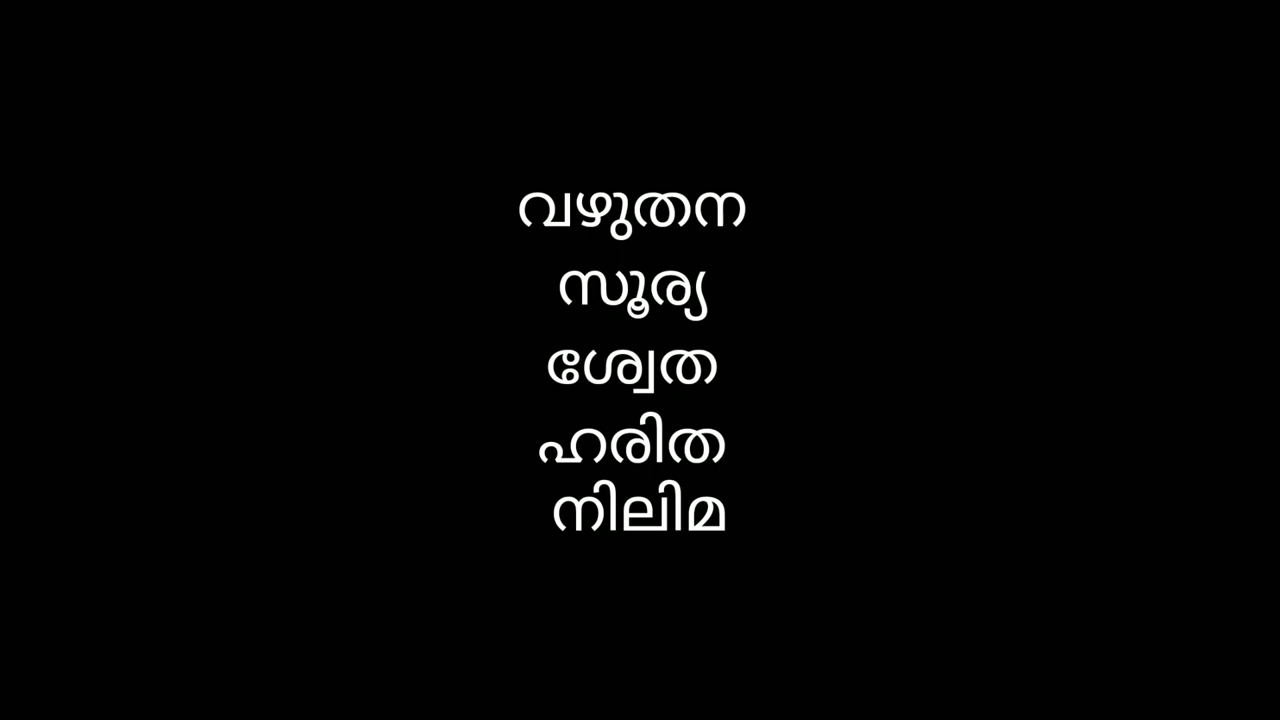 വഴുതന
സൂര്യ
ശ്വേത
ഹരിത
നിലിമ